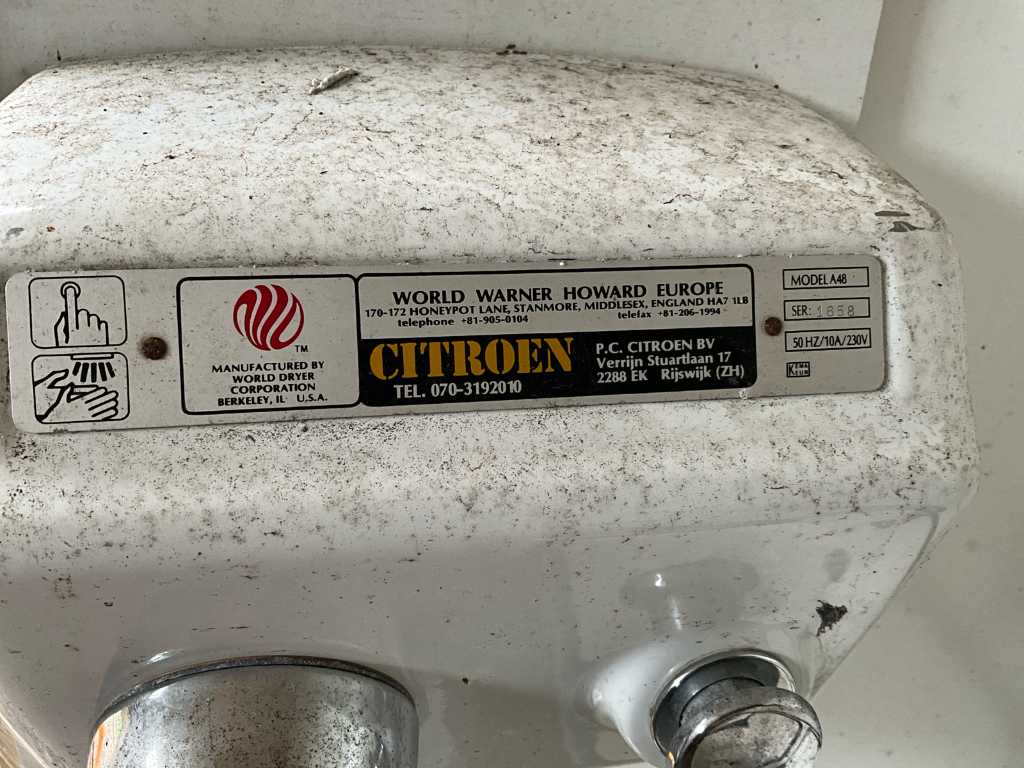 TM
MANUFACTURED BY
WORLD DRYER
CORPORATION
BERKELEY, IL U.S.A.
WORLD WARNER HOWARD EUROPE
170-172 HONEYPOT LANE, STANMORE, MIDDLESEX, ENGLAND HA7 1LB
telephone +81-905-0104 telefax +81-206-1994
CITROEN
TEL. 070-3192010
P.C. CITROEN BV
Verrijn Stuartlaan 17
2288 EK Rijswijk (ZH)
MODEL A48
SER: 1858
50 HZ/10A/230V
KEMA
KEUR